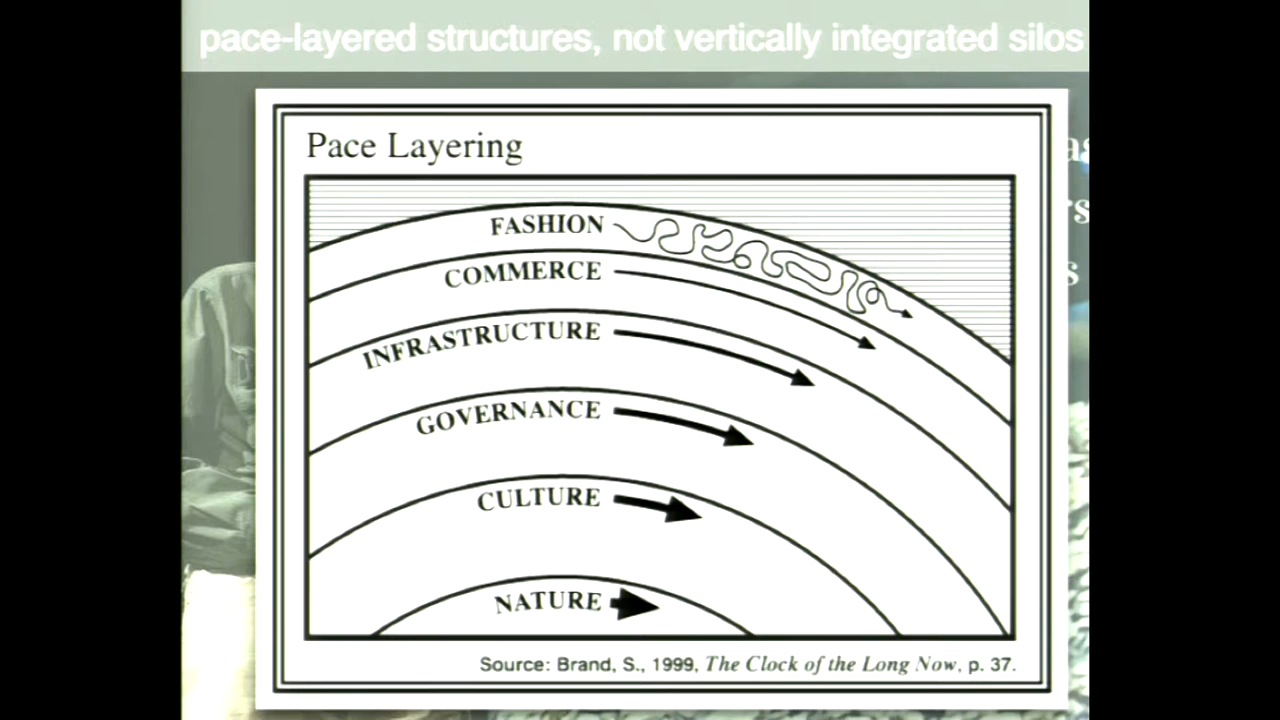 pace-layered structures, not vertically integrated silos
Pace Layering
FASHION
COMMERCE
INFRASTRUCTURE
GOVERNANCE
CULTURE
NATURE
Source: Brand, S., 1999, The Clock of the Long Now, p. 37.